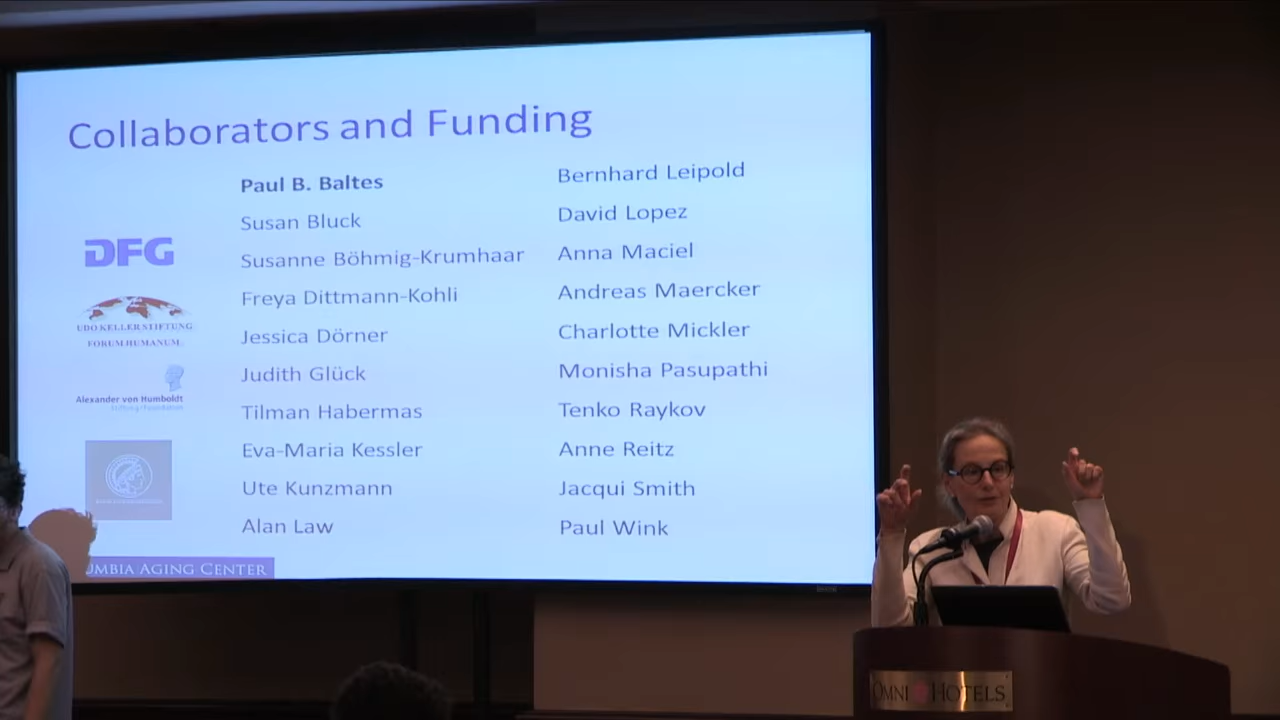 Collaborators and Funding
Paul B. Baltes
Susan Bluck
Susanne Böhmig-Krumhaar
Freya Dittmann-Kohli
Jessica Dörner
Judith Glück
Tilman Habermas
Eva-Maria Kessler
Ute Kunzmann
Alan Law
Bernhard Leipold
David Lopez
Anna Maciel
Andreas Maercker
Charlotte Mickler
Monisha Pasupathi
Tenko Raykov
Anne Reitz
Jacqui Smith
Paul Wink
DFG
UDO KELLER STIFTUNG
FORUM HUMANUM
Alexander von Humboldt
Stiftung/Foundation
UMBIA AGING CENTER
OMNI HOTELS